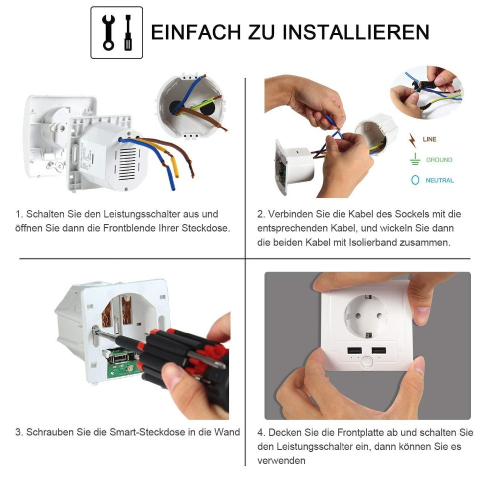 EINFACH ZU INSTALLIEREN
1. Schalten Sie den Leistungsschalter aus und
öffnen Sie dann die Frontblende Ihrer Steckdose.
LINE
GROUND
NEUTRAL
2. Verbinden Sie die Kabel des Sockels mit die
entsprechenden Kabel, und wickeln Sie dann
die beiden Kabel mit Isolierband zusammen.
3. Schrauben Sie die Smart-Steckdose in die Wand
4. Decken Sie die Frontplatte ab und schalten Sie
den Leistungsschalter ein, dann können Sie es
verwenden